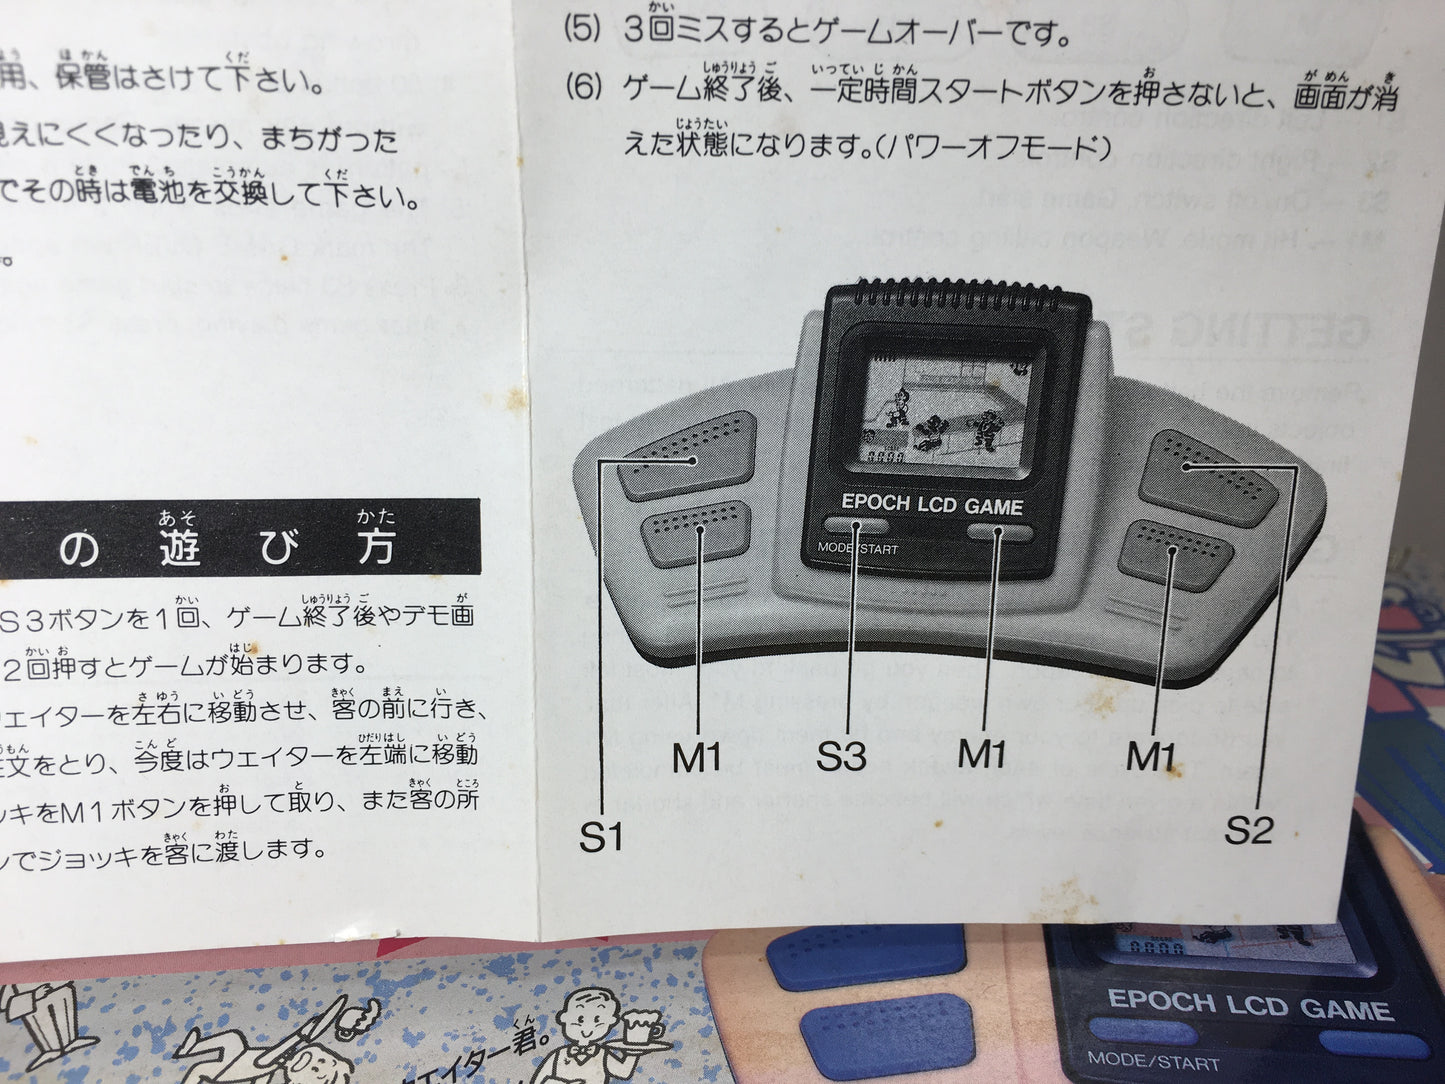 用、保管はさけて下さい。
見えにくくなったり、まちがった
でその時は電池を交換して下さい。
の遊び方
S3ボタンを1回、ゲーム終了後やデモ画
2回押すとゲームが始まります。
ウエイターを左右に移動させ、客の前に行き、
文をとり、今度はウエイターを左端に移動
ッキをM1ボタンを押して取り、また客の所
ンでジョッキを客に渡します。
(5) 3回ミスするとゲームオーバーです。
(6) ゲーム終了後、一定時間スタートボタンを押さないと、画面が消
えた状態になります。(パワーオフモード)
EPOCH LCD GAME
MODE/START
M1 S3 M1 M1
S1 S2
ウエイター君。
EPOCH LCD GAME
MODE/START